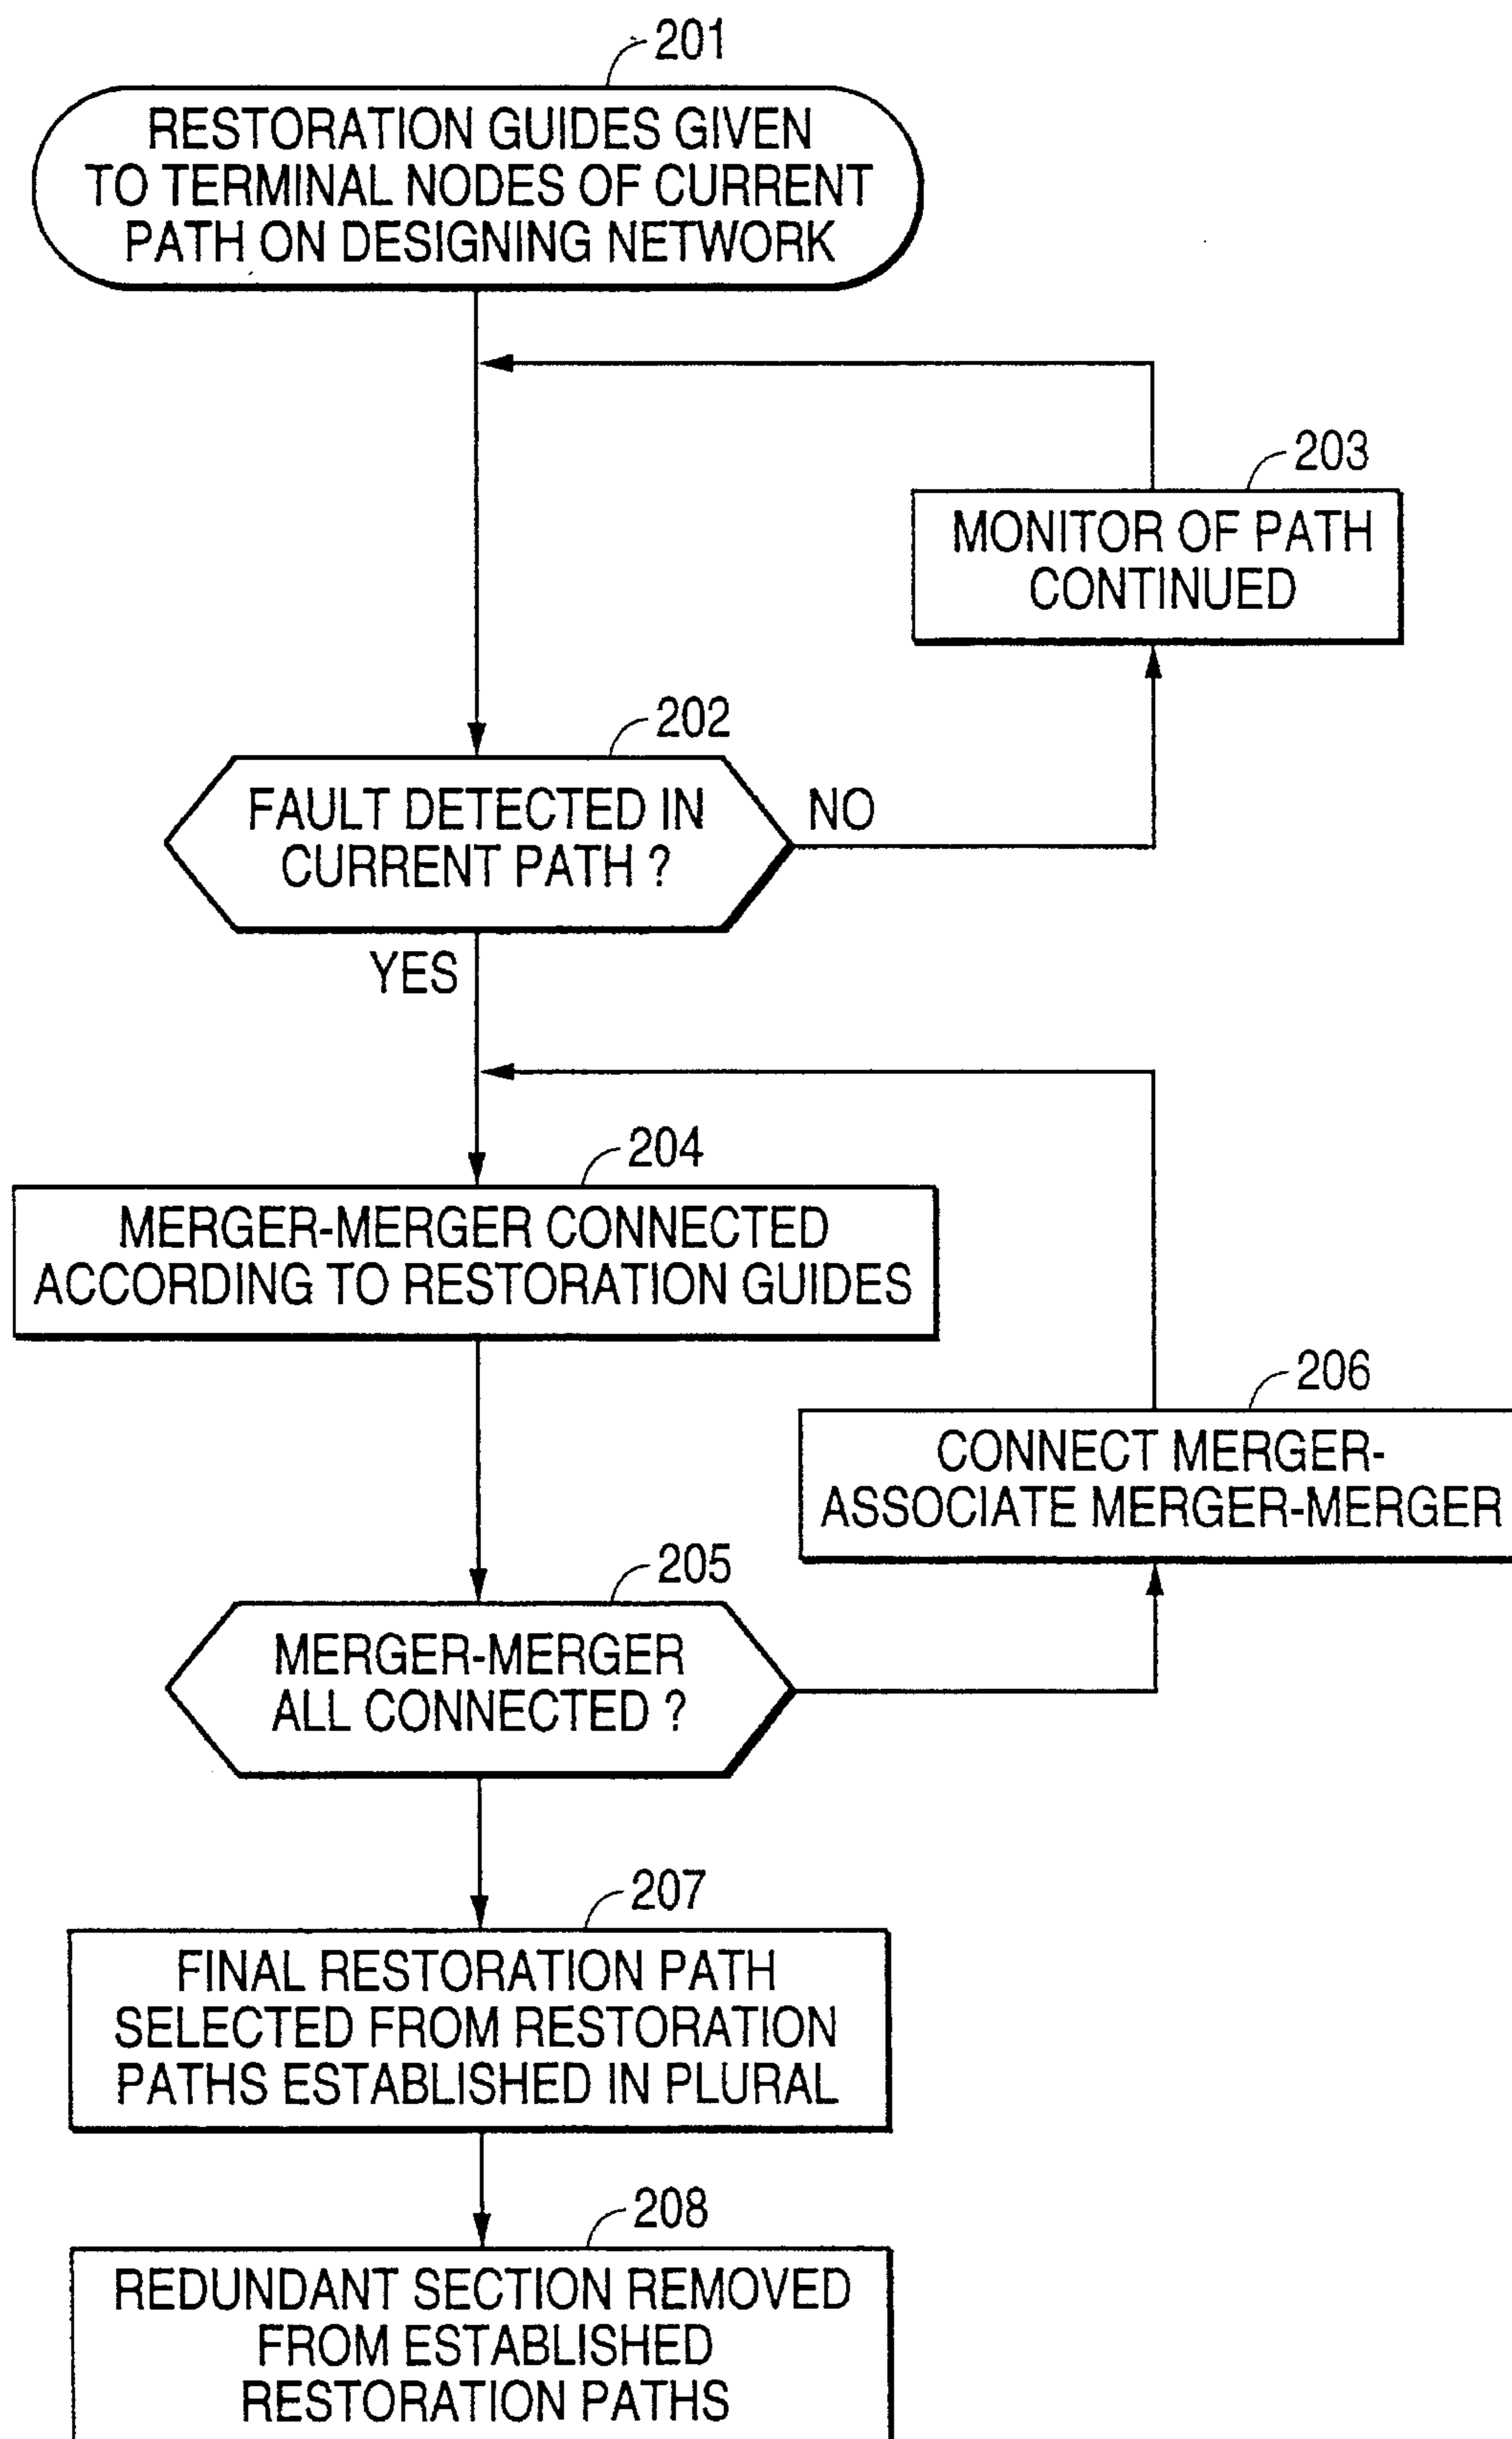 201
RESTORATION GUIDES GIVEN
TO TERMINAL NODES OF CURRENT
PATH ON DESIGNING NETWORK
203
MONITOR OF PATH
CONTINUED
202
FAULT DETECTED IN
CURRENT PATH ?
NO
YES
204
MERGER-MERGER CONNECTED
ACCORDING TO RESTORATION GUIDES
206
CONNECT MERGER-
ASSOCIATE MERGER-MERGER
205
MERGER-MERGER
ALL CONNECTED ?
207
FINAL RESTORATION PATH
SELECTED FROM RESTORATION
PATHS ESTABLISHED IN PLURAL
208
REDUNDANT SECTION REMOVED
FROM ESTABLISHED
RESTORATION PATHS